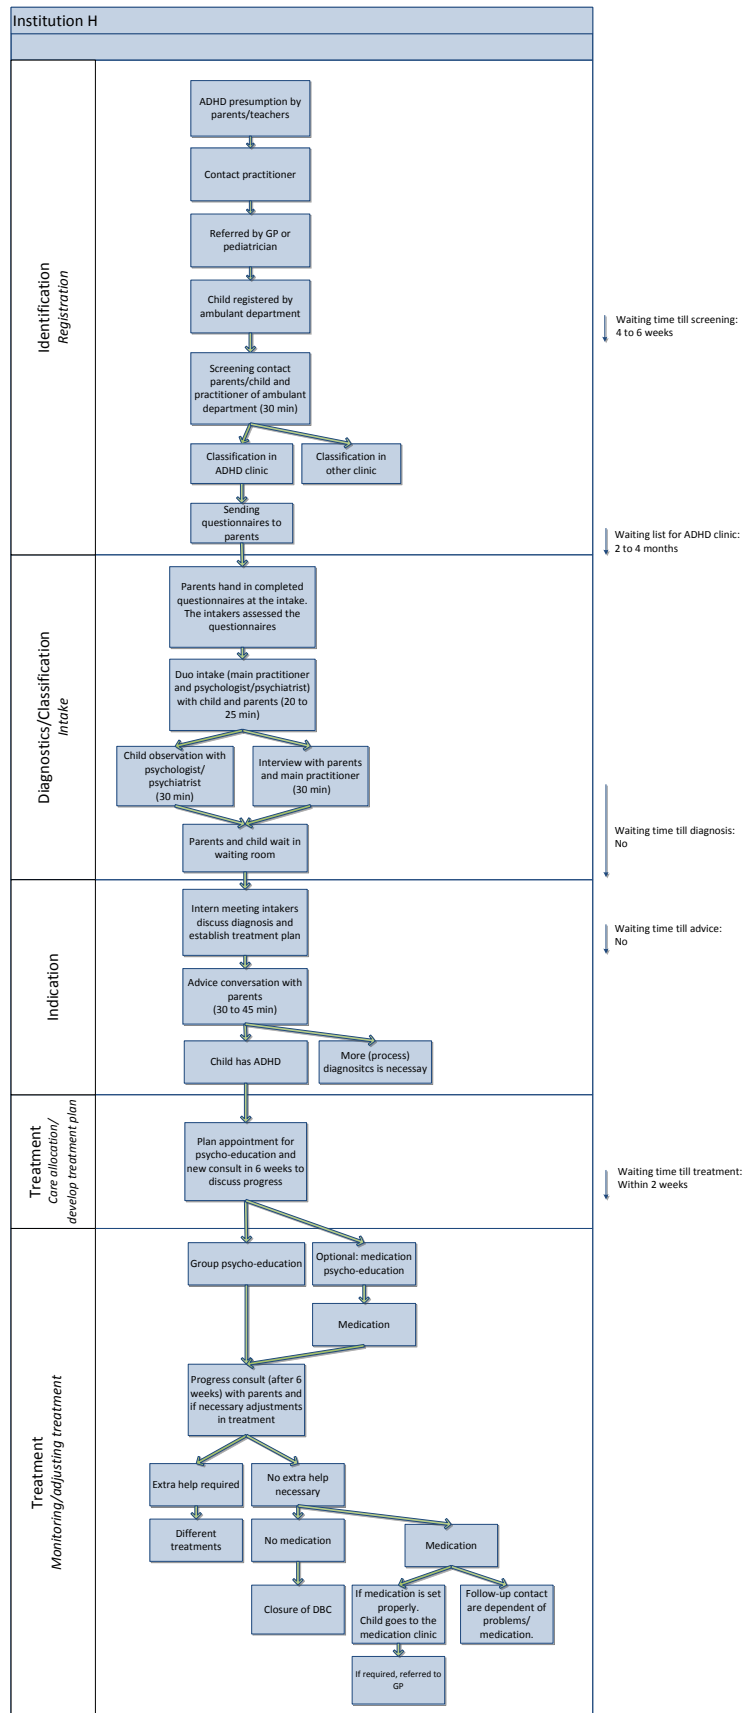 Institution H
Identification
Registration
ADHD presumption by
parents/teachers
Contact practitioner
Referred by GP or
pediatrician
Child registered by
ambulant department
Screening contact
parents/child and
practitioner of ambulant
department (30 min)
Classification in
ADHD clinic
Classification in
other clinic
Sending
questionnaires to
parents
Waiting time till screening:
4 to 6 weeks
Waiting list for ADHD clinic:
2 to 4 months
Diagnostics/Classification
Intake
Parents hand in completed
questionnaires at the intake.
The intakers assessed the
questionnaires
Duo intake (main practitioner
and psychologist/psychiatrist)
with child and parents (20 to
25 min)
Child observation with
psychologist/
psychiatrist
(30 min)
Interview with parents
and main practitioner
(30 min)
Parents and child wait in
waiting room
Waiting time till diagnosis:
No
Indication
Intern meeting intakers
discuss diagnosis and
establish treatment plan
Advice conversation with
parents
(30 to 45 min)
Child has ADHD
More (process)
diagnositcs is necessay
Waiting time till advice:
No
Treatment
Care allocation/
develop treatment plan
Plan appointment for
psycho-education and
new consult in 6 weeks to
discuss progress
Waiting time till treatment:
Within 2 weeks
Treatment
Monitoring/adjusting treatment
Group psycho-education
Optional: medication
psycho-education
Medication
Progress consult (after 6
weeks) with parents and
if necessary adjustments
in treatment
Extra help required
No extra help
necessary
Different
treatments
No medication
Medication
Closure of DBC
If medication is set
properly.
Child goes to the
medication clinic
Follow-up contact
are dependent of
problems/
medication.
If required, referred to
GP